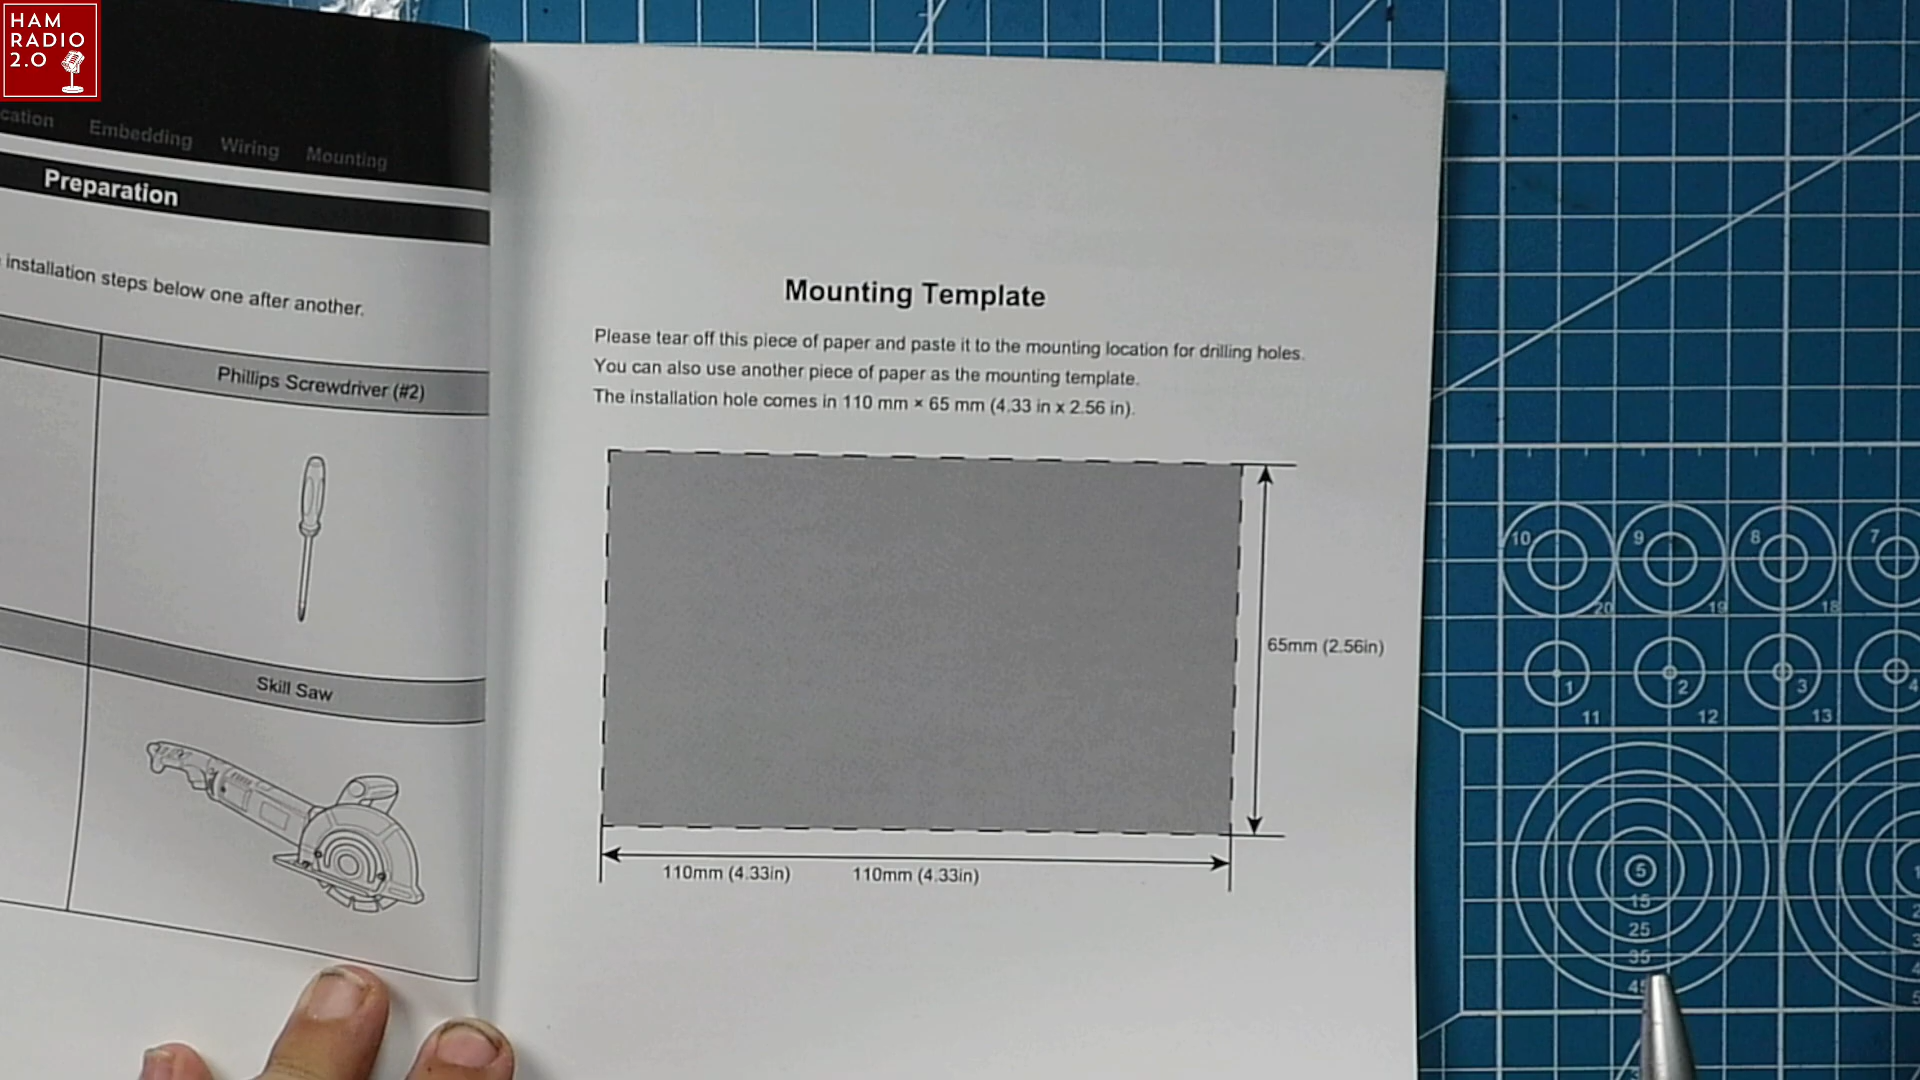 HAM
RADIO
2.0
cation Embedding Wiring Mounting
Preparation
installation steps below one after another.
Phillips Screwdriver (#2)
Skill Saw
Mounting Template
Please tear off this piece of paper and paste it to the mounting location for drilling holes.
You can also use another piece of paper as the mounting template.
The installation hole comes in 110 mm × 65 mm (4.33 in x 2.56 in).
65mm (2.56in)
110mm (4.33in) 110mm (4.33in)
10 9 8 7
20 19 18
1 2 3 4
11 12 13
5
15
25
35
45